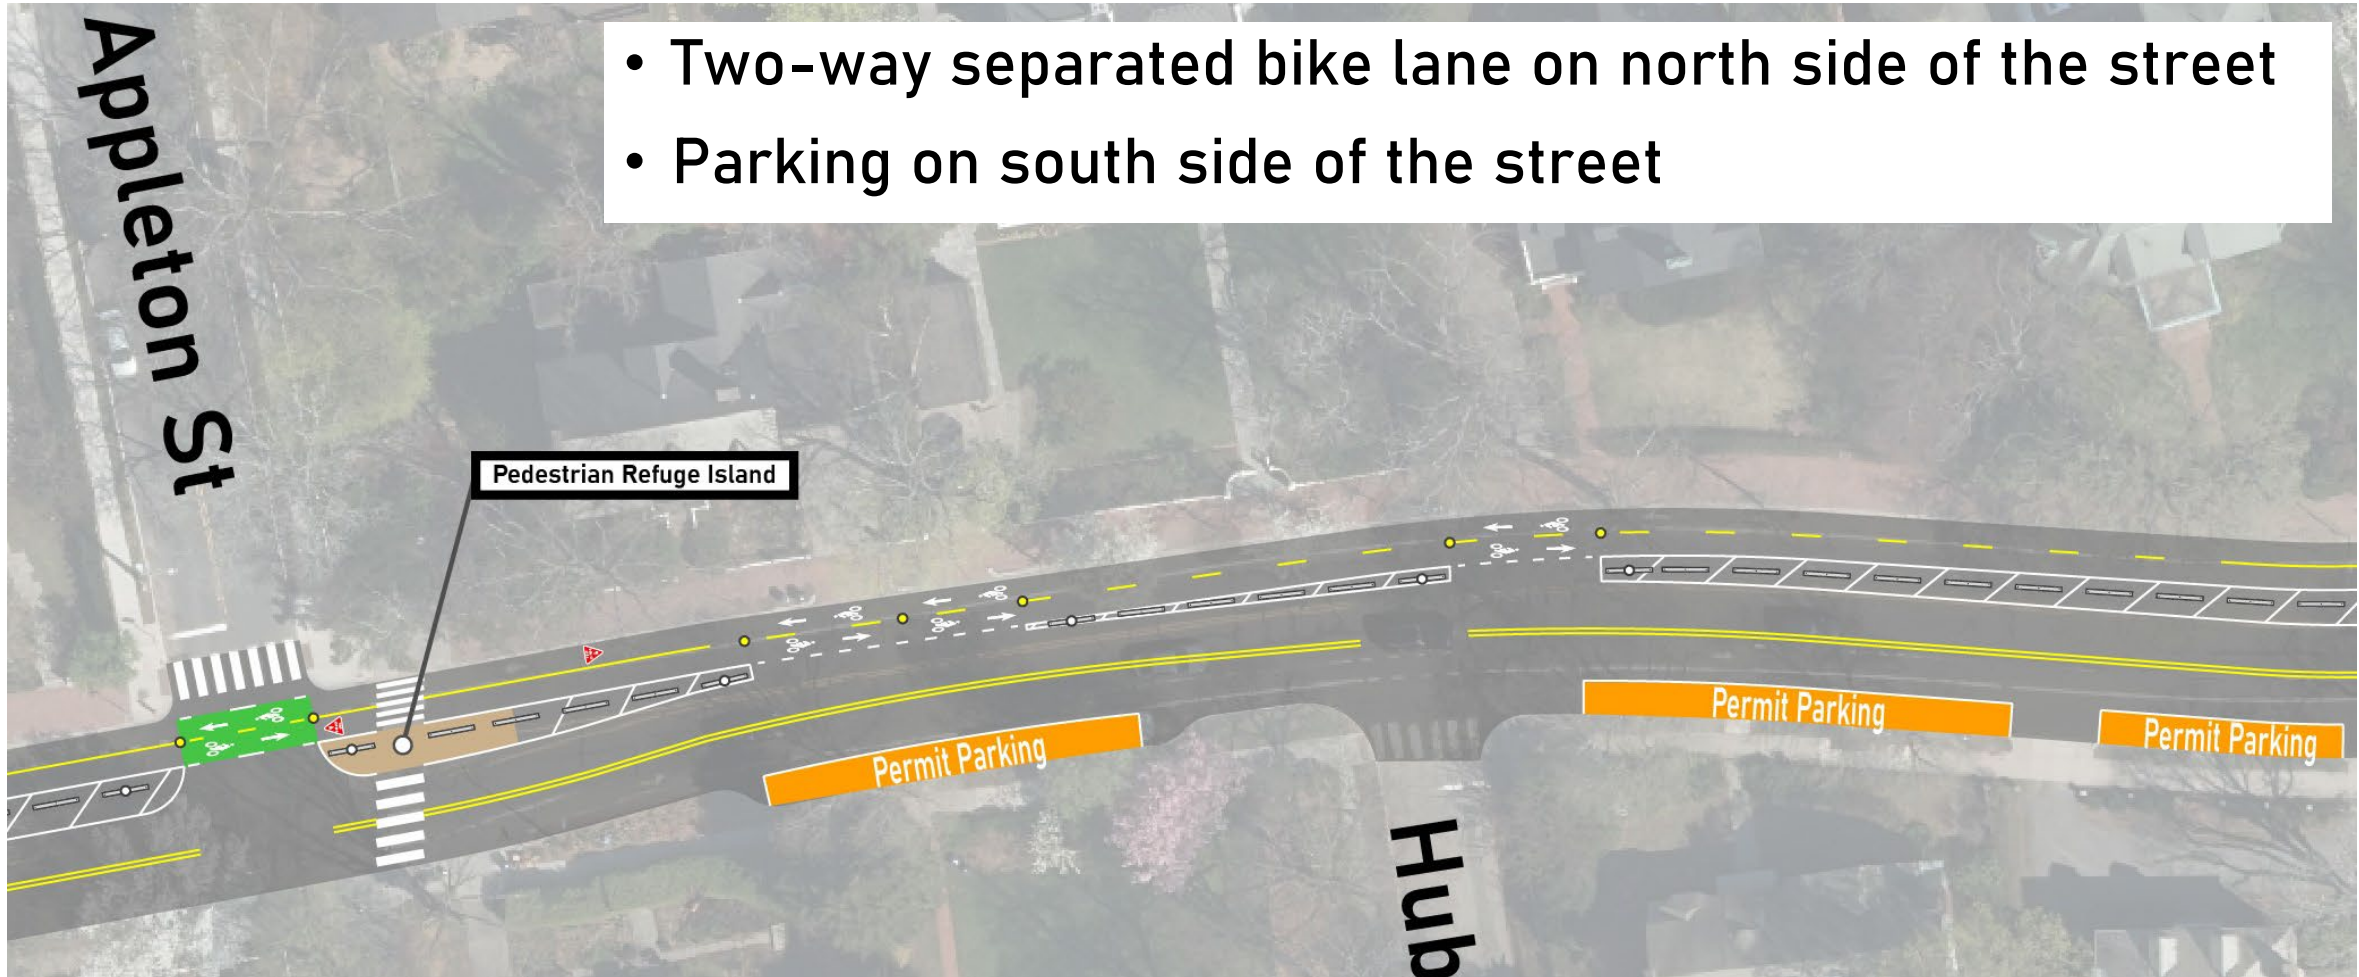 Appleton St
• Two-way separated bike lane on north side of the street
• Parking on south side of the street
Pedestrian Refuge Island
Permit Parking
Permit Parking
Permit Parking
Hub